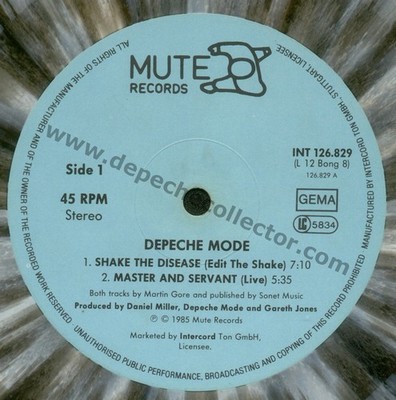 MUTE
RECORDS
Side 1
45 RPM
Stereo
INT 126.829
(L 12 Bong 8)
126.829 A
GEMA
LC 5834
DEPECHE MODE
1. SHAKE THE DISEASE (Edit The Shake) 7:10
2. MASTER AND SERVANT (Live) 5:35
Both tracks by Martin Gore and published by Sonet Music
Produced by Daniel Miller, Depeche Mode and Gareth Jones
Ⓟ © 1985 Mute Records
Marketed by Intercord Ton GmbH,
Licensee.
ALL RIGHTS OF THE MANUFACTURER AND OF THE OWNER OF THE RECORDED WORK RESERVED. UNAUTHORISED PUBLIC PERFORMANCE, BROADCASTING AND COPYING OF THIS RECORD PROHIBITED. MANUFACTURED BY INTERCORD TON GMBH, STUTTGART, LICENSEE.
www.depechecollector.com